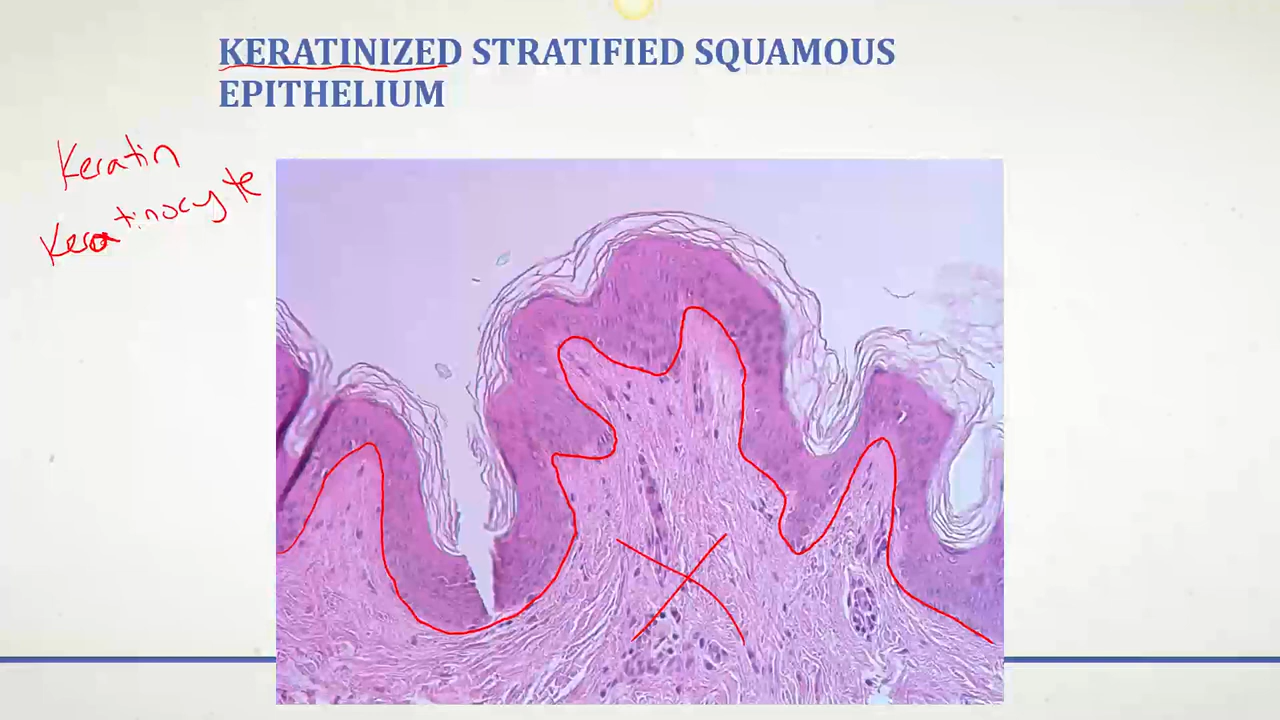 KERATINIZED STRATIFIED SQUAMOUS
EPITHELIUM
Keratin
Keratinocyte